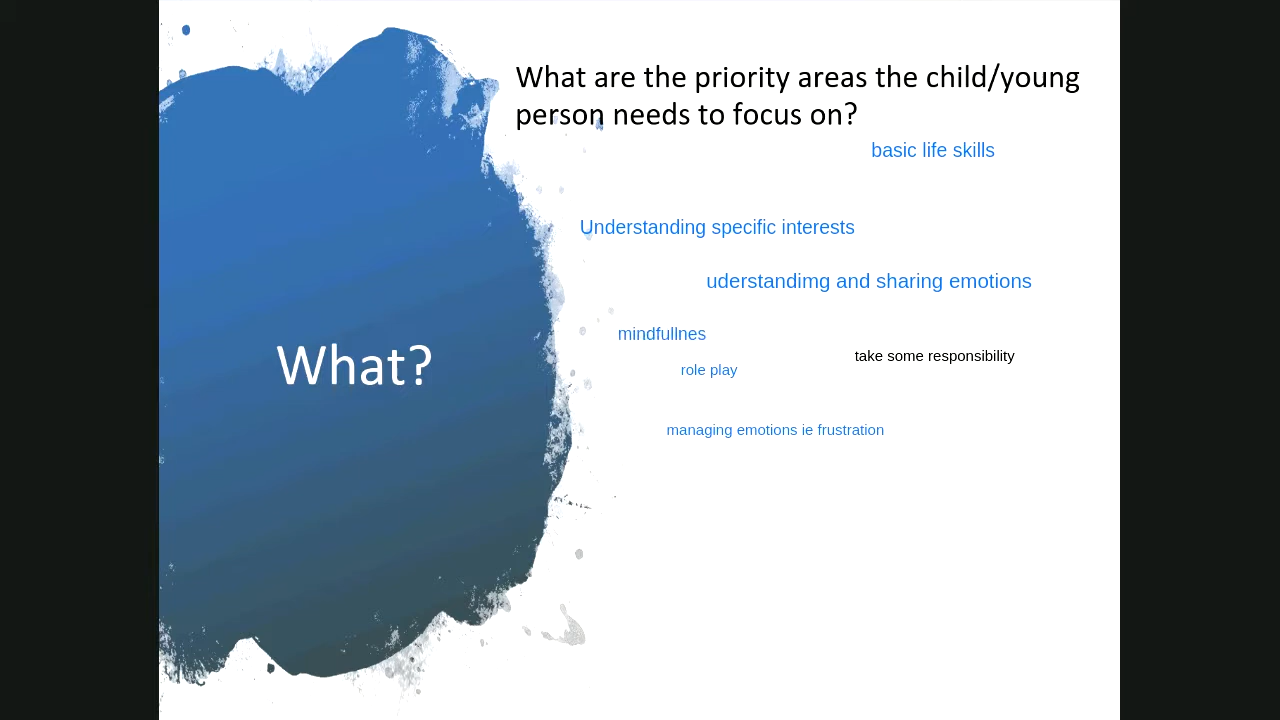 What are the priority areas the child/young
person needs to focus on?
basic life skills
Understanding specific interests
uderstandimg and sharing emotions
mindfullnes
take some responsibility
role play
What?
managing emotions ie frustration